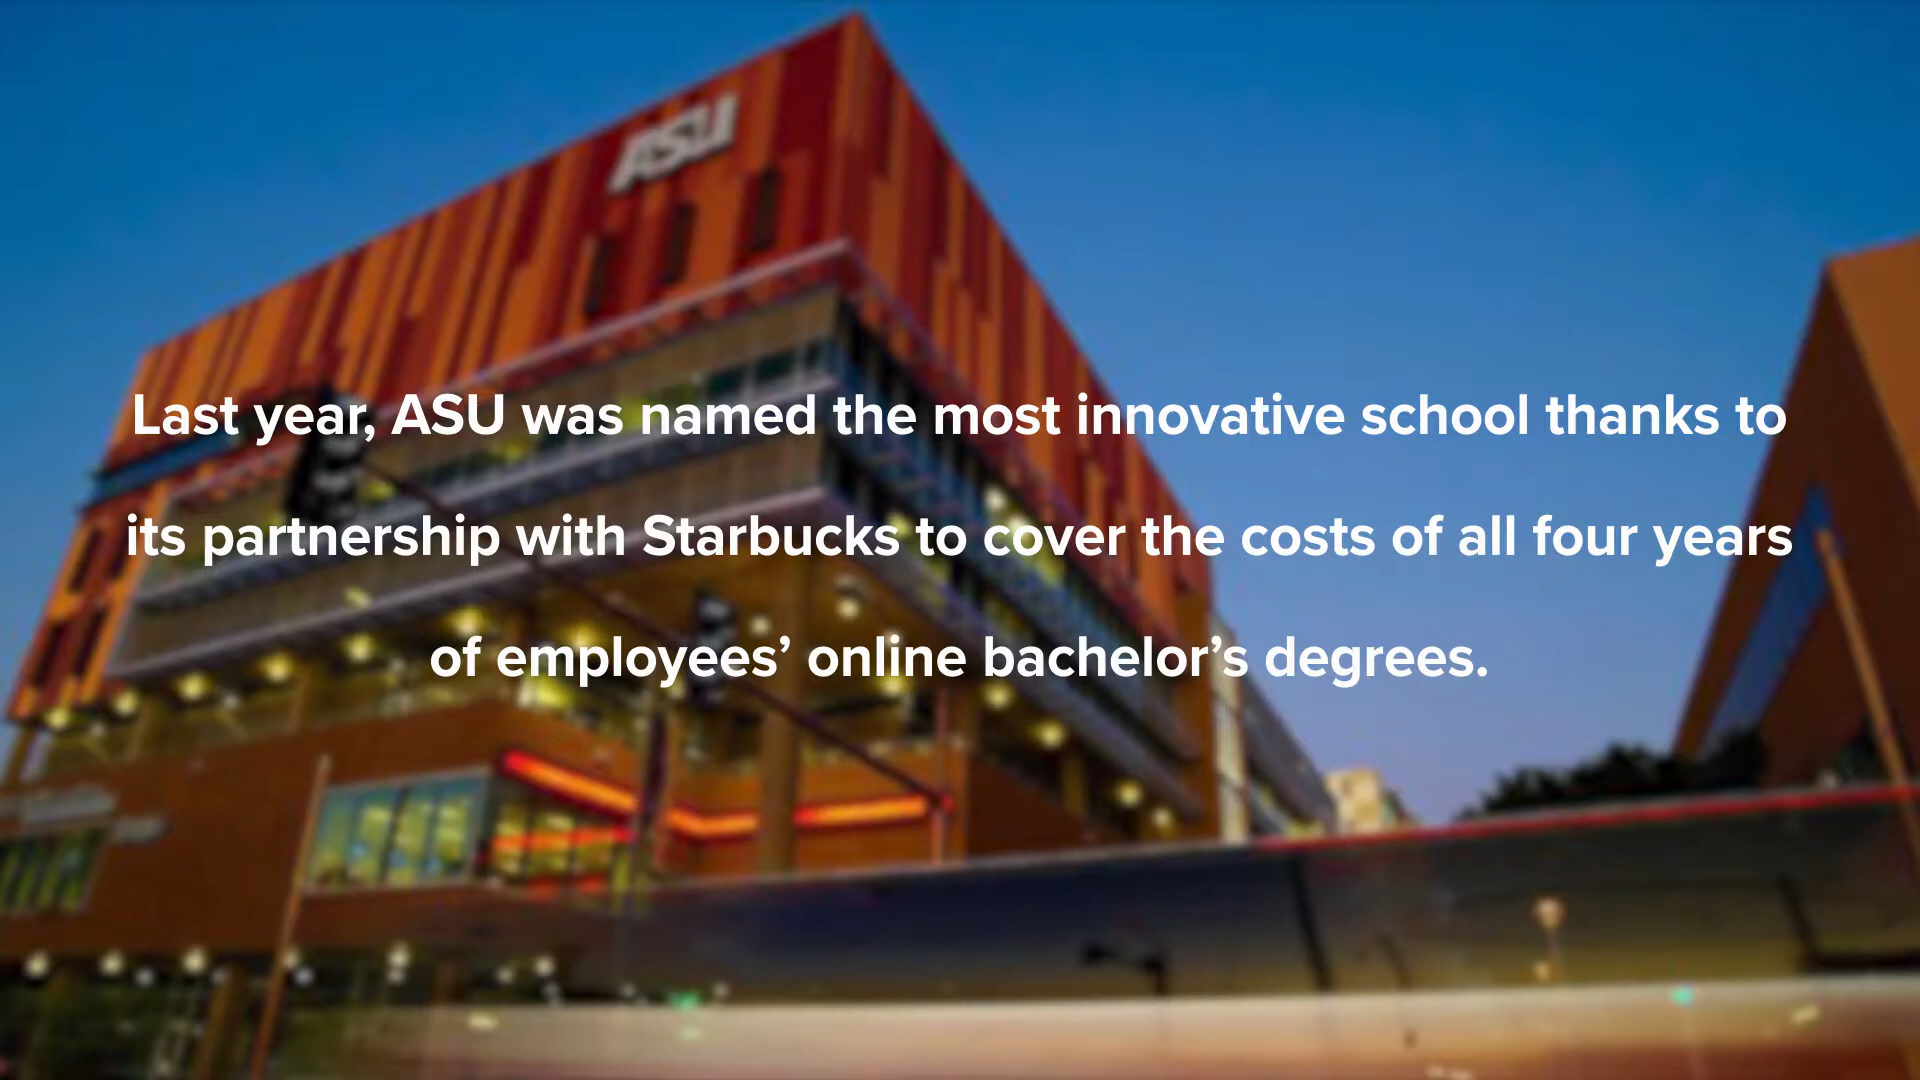 ASU
Last year, ASU was named the most innovative school thanks to
its partnership with Starbucks to cover the costs of all four years
of employees’ online bachelor’s degrees.